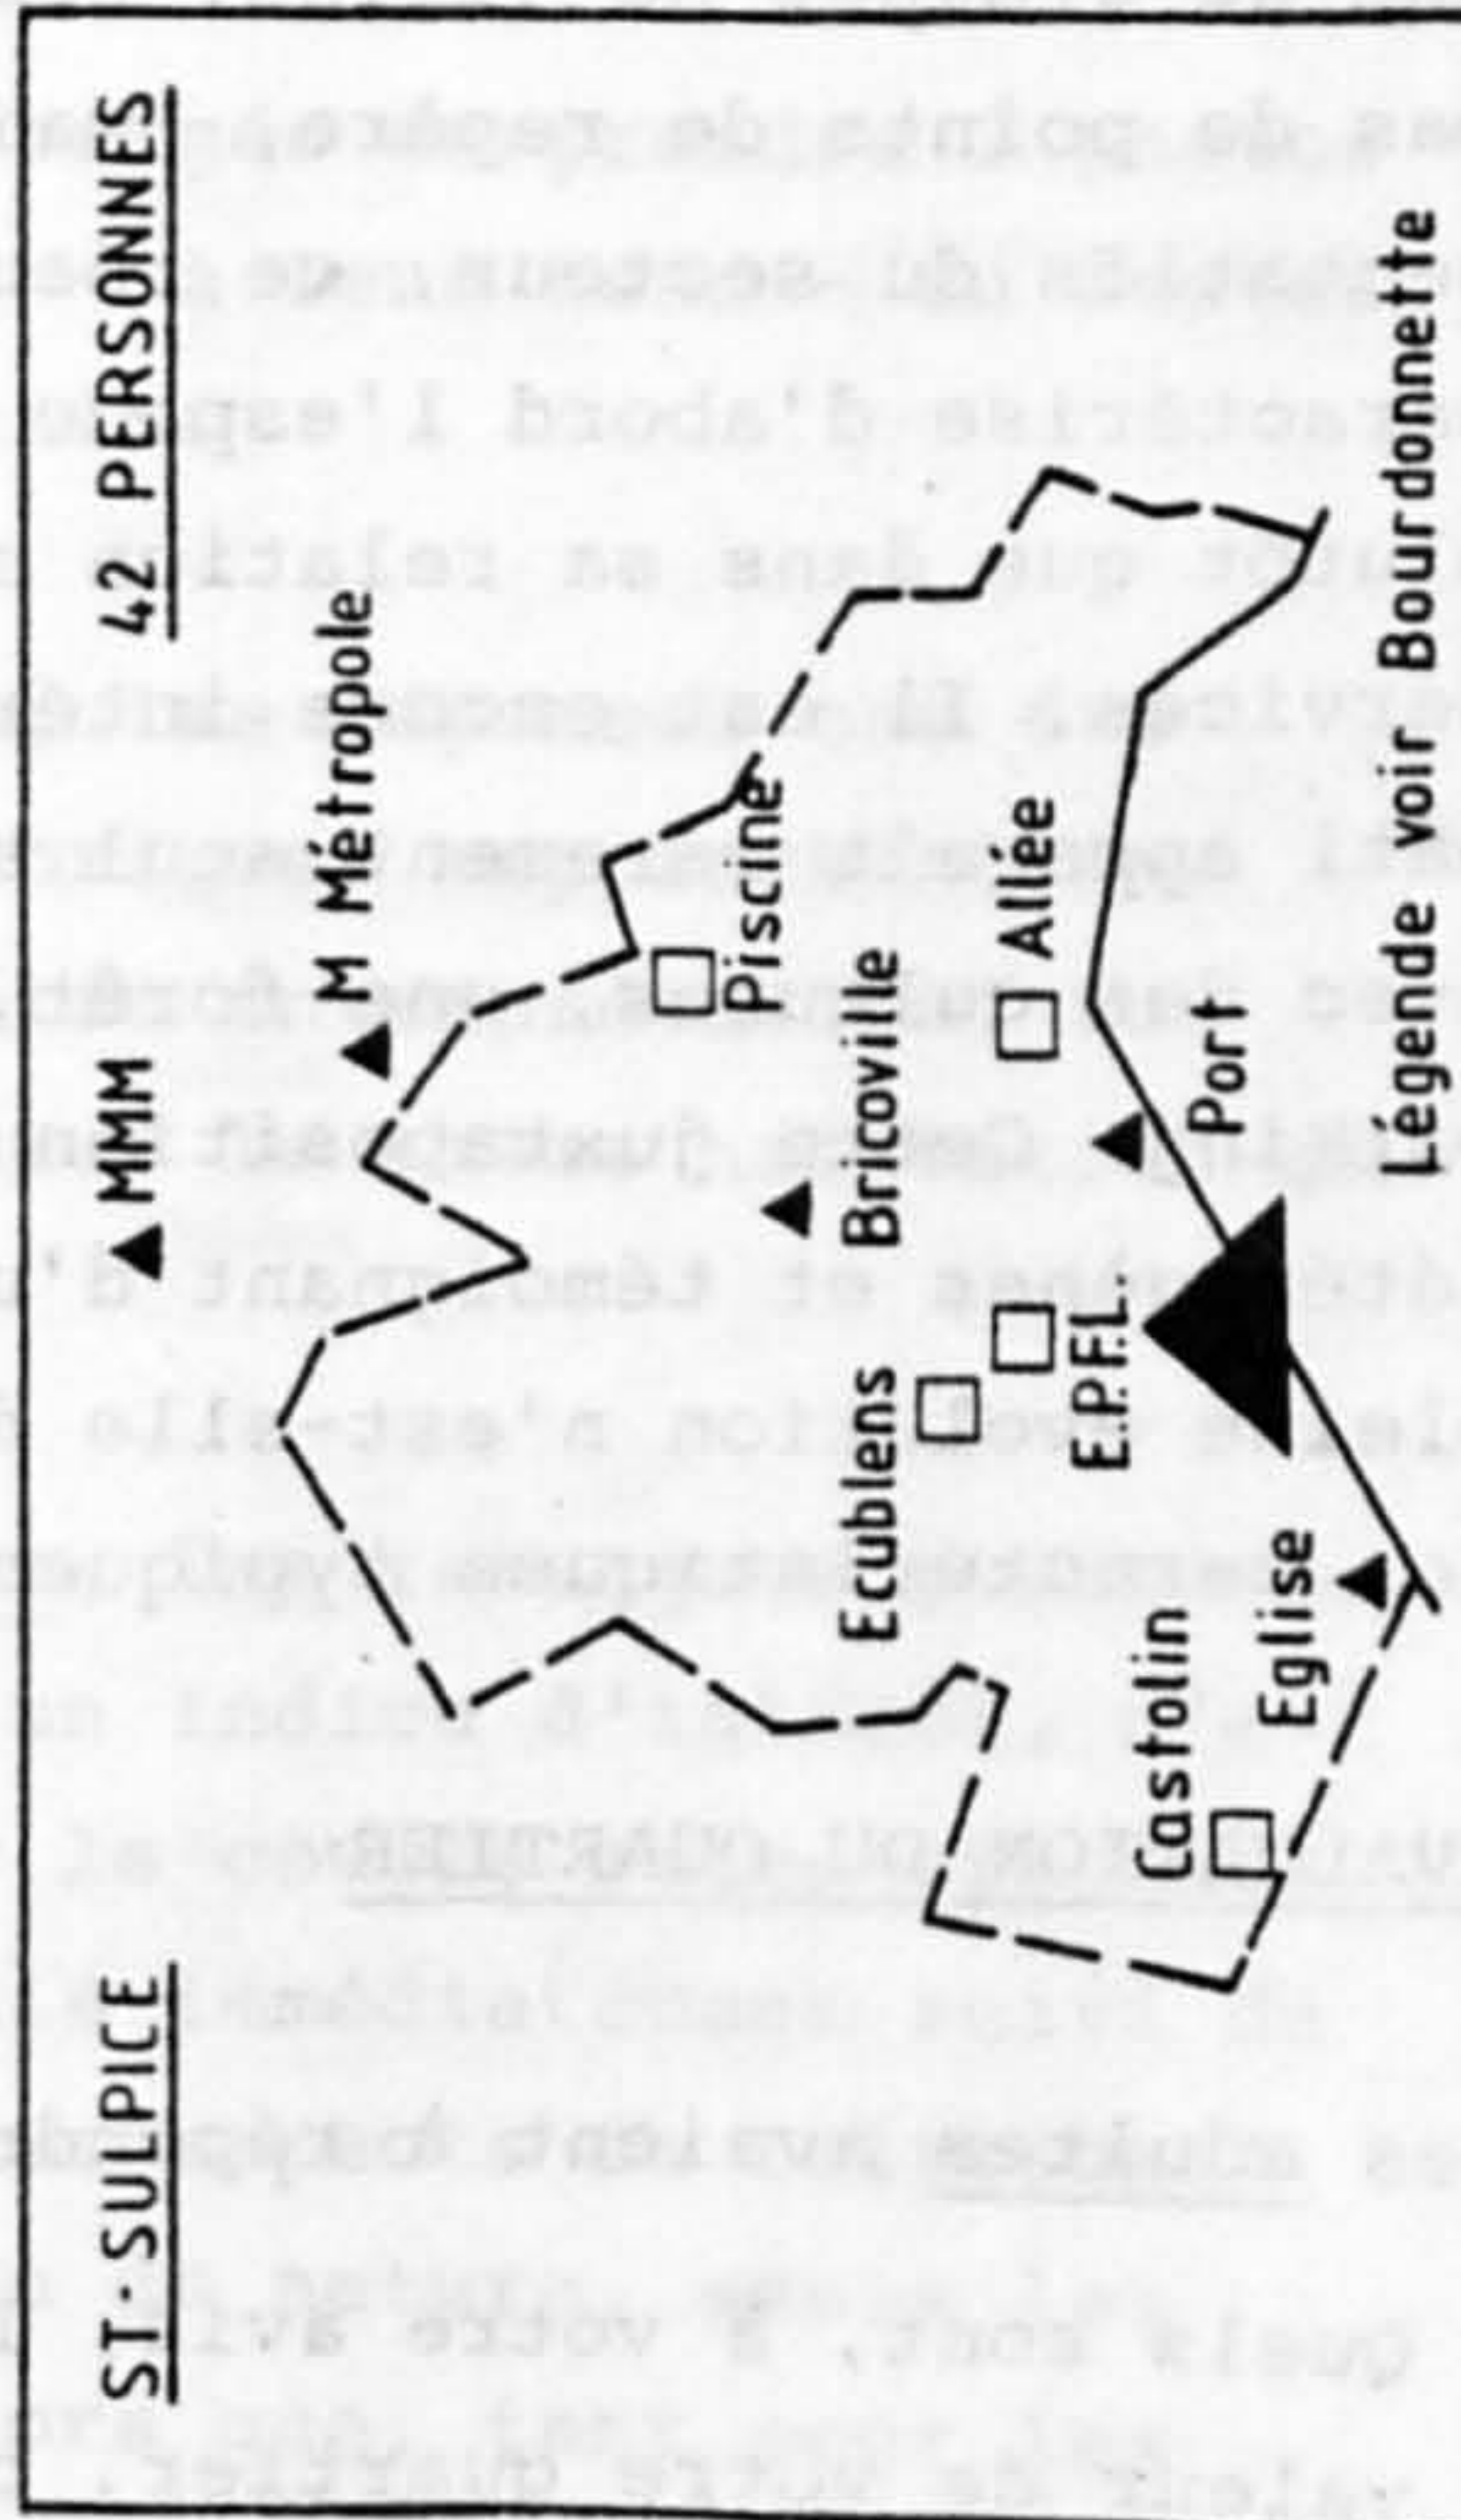 ST·SULPICE
42 PERSONNES
MMM
M Métropole
Piscine
Ecublens
Bricoville
Allée
E.P.F.L.
Castolin
Port
Eglise
Légende voir Bourdonnette